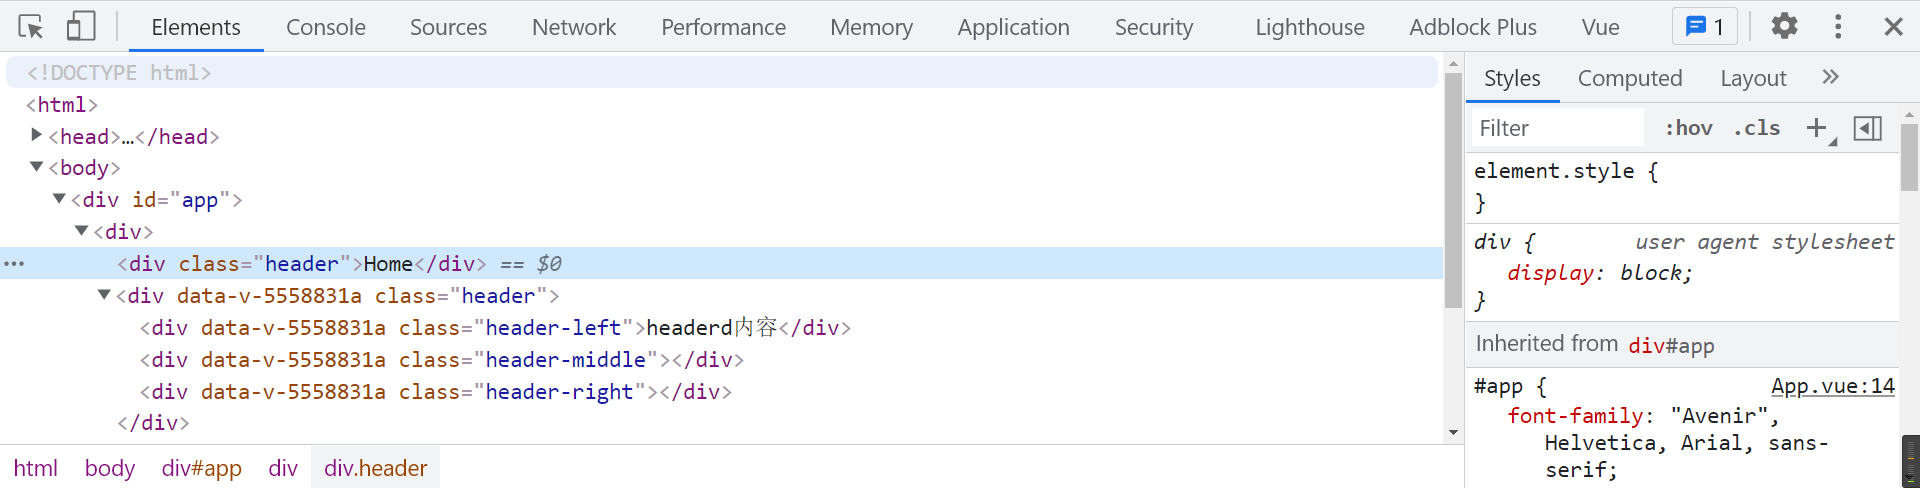 Elements Console Sources Network Performance Memory Application Security Lighthouse Adblock Plus Vue 1
<!DOCTYPE html>
<html>
<head>…</head>
<body>
<div id="app">
<div>
<div class="header">Home</div> == $0
<div data-v-5558831a class="header">
<div data-v-5558831a class="header-left">headerd内容</div>
<div data-v-5558831a class="header-middle"></div>
<div data-v-5558831a class="header-right"></div>
</div>
html body div#app div div.header
Styles Computed Layout
Filter :hov .cls
element.style {
}
div { user agent stylesheet
display: block;
}
Inherited from div#app
#app { App.vue:14
font-family: "Avenir",
Helvetica, Arial, sans-
serif;